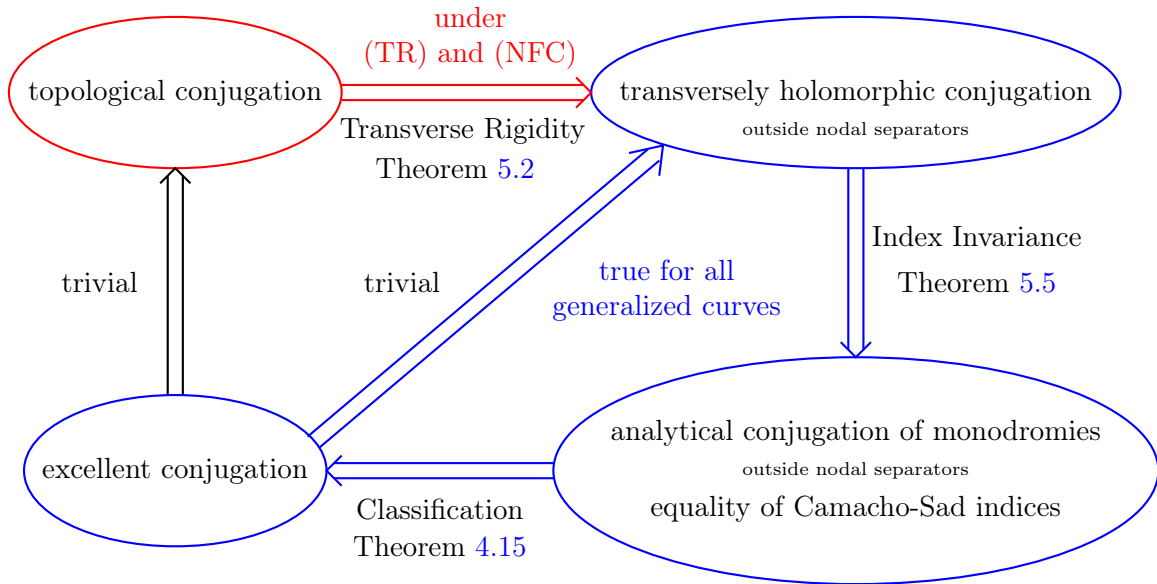 under
(TR) and (NFC)
topological conjugation
transversely holomorphic conjugation
outside nodal separators
Transverse Rigidity
Theorem 5.2
Index Invariance
Theorem 5.5
trivial
trivial
true for all
generalized curves
analytical conjugation of monodromies
outside nodal separators
equality of Camacho-Sad indices
excellent conjugation
Classification
Theorem 4.15